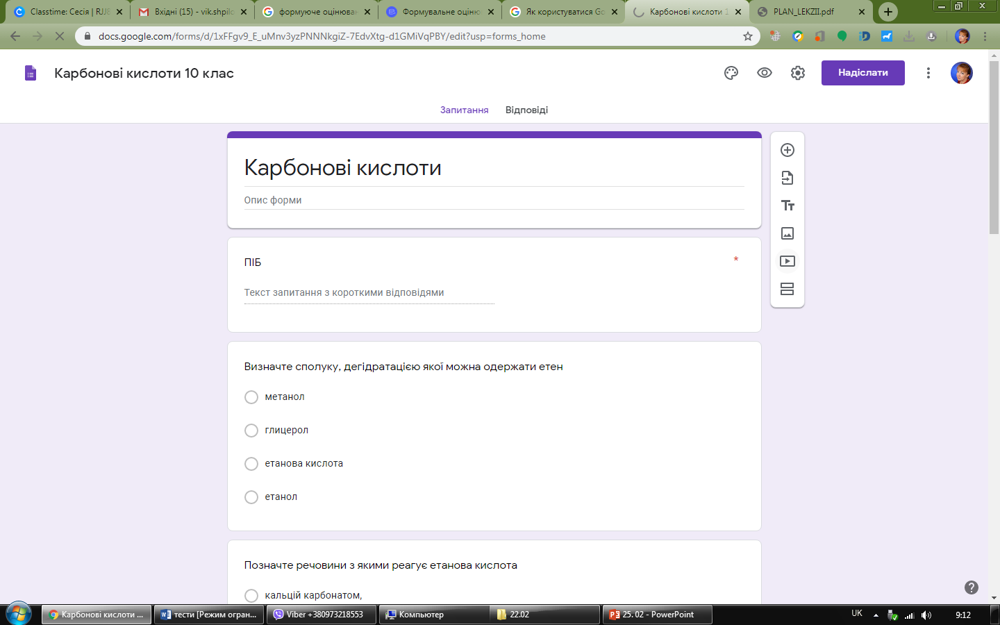 Classtime: Сесія | RJJB
Вхідні (15) - vik.shpilo
формуюче оцінюван
Формувальне оціню
Як користуватися Go
Карбонові кислоти 1
PLAN_LEKZII.pdf
docs.google.com/forms/d/1xFFgv9_E_uMnv3yzPNNNkgiZ-7EdvXtg-d1GMiVqPBY/edit?usp=forms_home
Карбонові кислоти 10 клас
Надіслати
Запитання Відповіді
Карбонові кислоти
Опис форми
ПІБ *
Текст запитання з короткими відповідями
Визначте сполуку, дегідратацією якої можна одержати етен
метанол
глицерол
етанова кислота
етанол
Позначте речовини з якими реагує етанова кислота
кальцій карбонатом,
Карбонові кислоти ...
тести [Режим огран...
Viber +380973218553
Компьютер
22.02
25. 02 - PowerPoint
UK
9:12